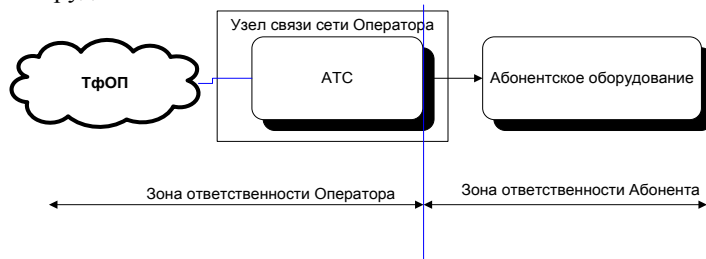 Узел связи сети Оператора
ТфОП
АТС
Абонентское оборудование
Зона ответственности Оператора
Зона ответственности Абонента